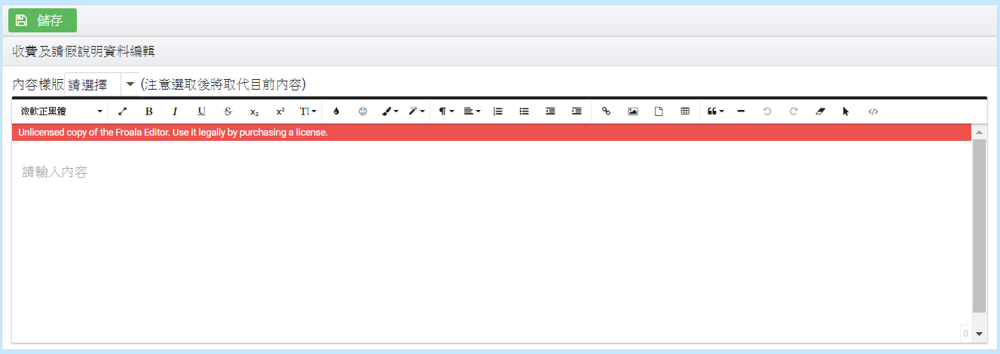 儲存
收費及請假說明資料編輯
內容樣版 請選擇 (注意選取後將取代目前內容)
微軟正黑體 B I U S x₂ x² T
Unlicensed copy of the Froala Editor. Use it legally by purchasing a license.
請輸入內容
0